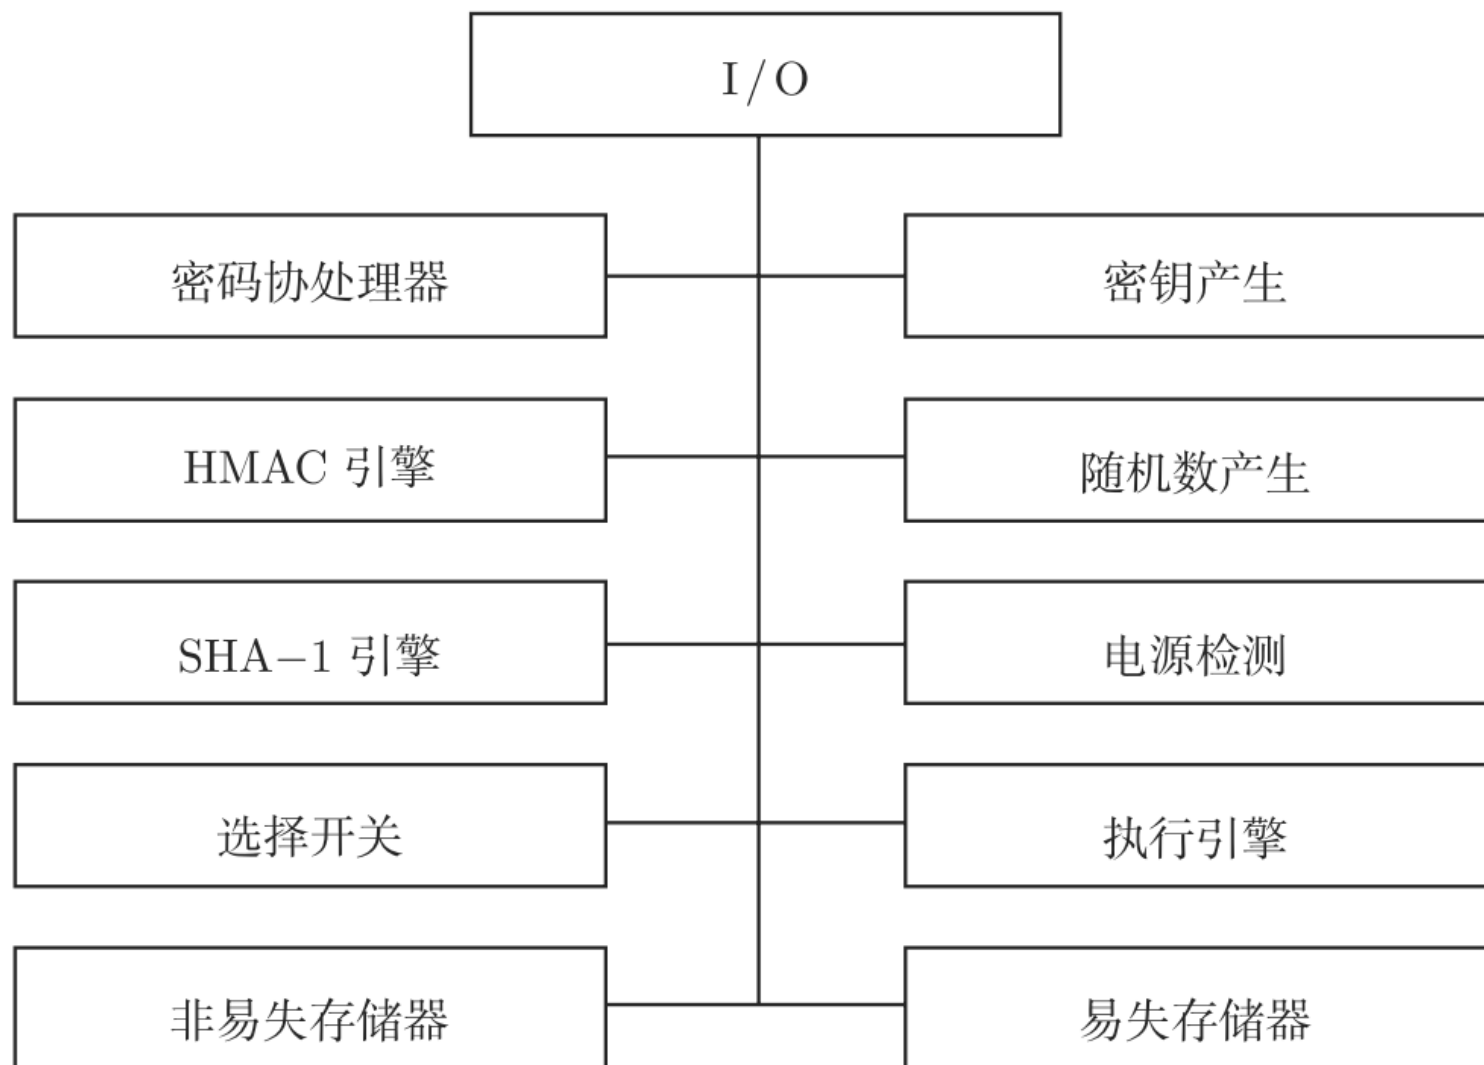 I/O
密码协处理器
密钥产生
HMAC 引擎
随机数产生
SHA−1 引擎
电源检测
选择开关
执行引擎
非易失存储器
易失存储器